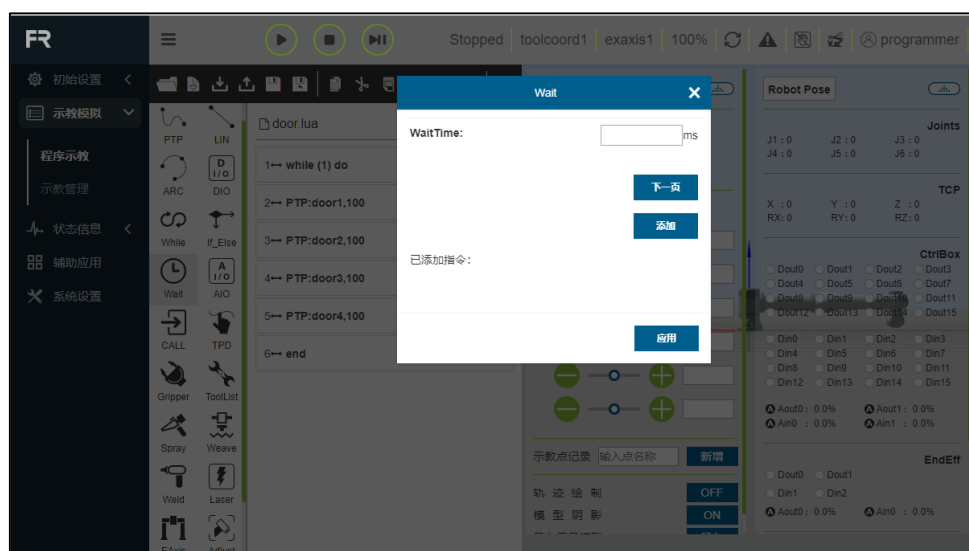 FR
Stopped toolcoord1 exaxis1 100% programmer
初始设置
示教模拟
程序示教
示教管理
状态信息
辅助应用
系统设置
PTP LIN
ARC DIO
While If_Else
Wait AIO
CALL TPD
Gripper ToolList
Spray Weave
Weld Laser
EAxis Adjust
door.lua
1 while (1) do
2 PTP:door1,100
3 PTP:door2,100
4 PTP:door3,100
5 PTP:door4,100
6 end
Wait
WaitTime: ms
下一页
添加
已添加指令:
应用
示教点记录 输入点名称 新增
轨迹绘制 OFF
模型阴影 ON
Robot Pose
Joints
J1 : 0 J2 : 0 J3 : 0
J4 : 0 J5 : 0 J6 : 0
TCP
X : 0 Y : 0 Z : 0
RX: 0 RY: 0 RZ: 0
CtrlBox
Dout0 Dout1 Dout2 Dout3
Dout4 Dout5 Dout6 Dout7
Dout8 Dout9 Dout10 Dout11
Dout12 Dout13 Dout14 Dout15
Din0 Din1 Din2 Din3
Din4 Din5 Din6 Din7
Din8 Din9 Din10 Din11
Din12 Din13 Din14 Din15
Aout0 : 0.0% Aout1 : 0.0%
Ain0 : 0.0% Ain1 : 0.0%
EndEff
Dout0 Dout1
Din1 Din2
Aout0 : 0.0% Ain0 : 0.0%